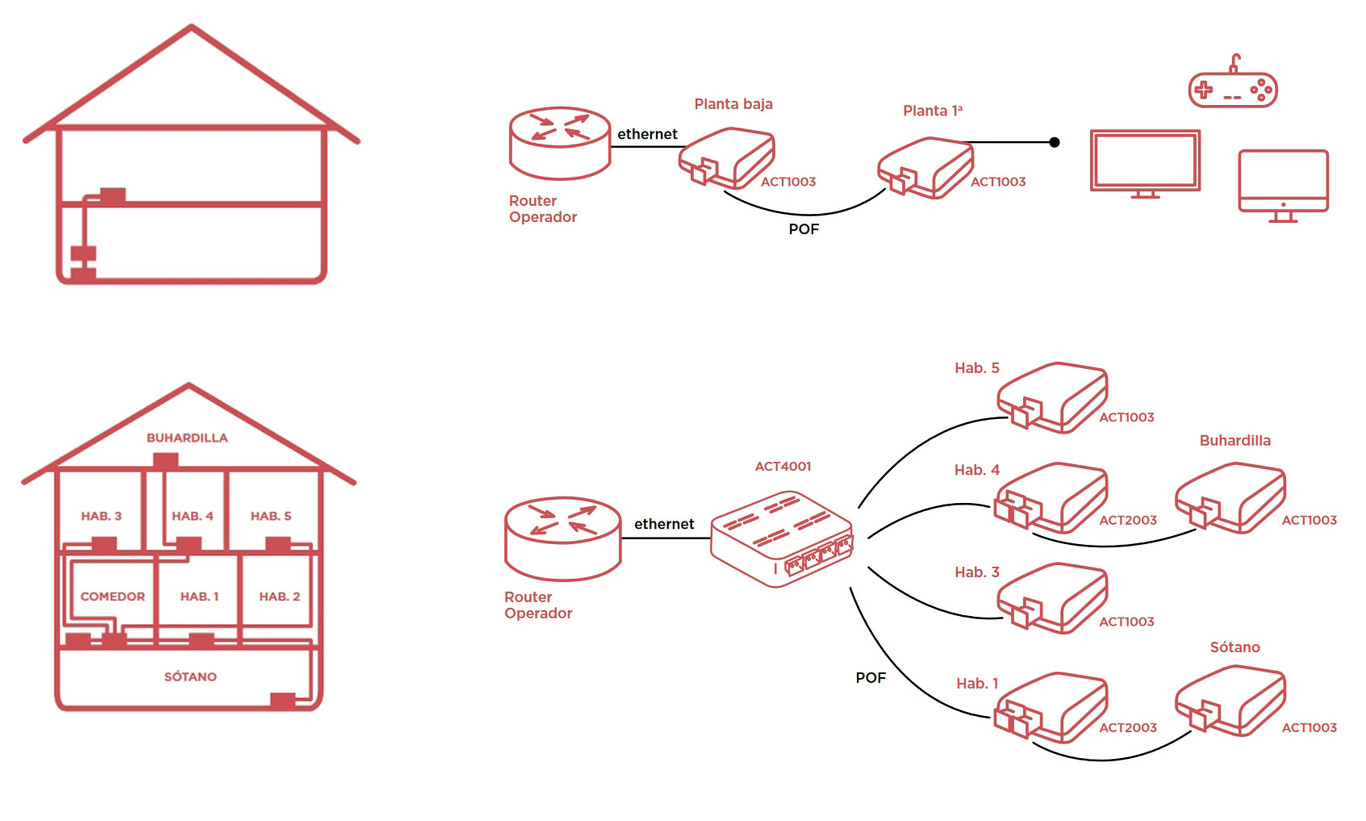 Planta baja
Planta 1ª
ethernet
ACT1003
ACT1003
Router
Operador
POF
BUHARDILLA
HAB. 3
HAB. 4
HAB. 5
COMEDOR
HAB. 1
HAB. 2
SÓTANO
Router
Operador
ethernet
ACT4001
POF
Hab. 5
ACT1003
Hab. 4
ACT2003
Buhardilla
ACT1003
Hab. 3
ACT1003
Hab. 1
ACT2003
Sótano
ACT1003